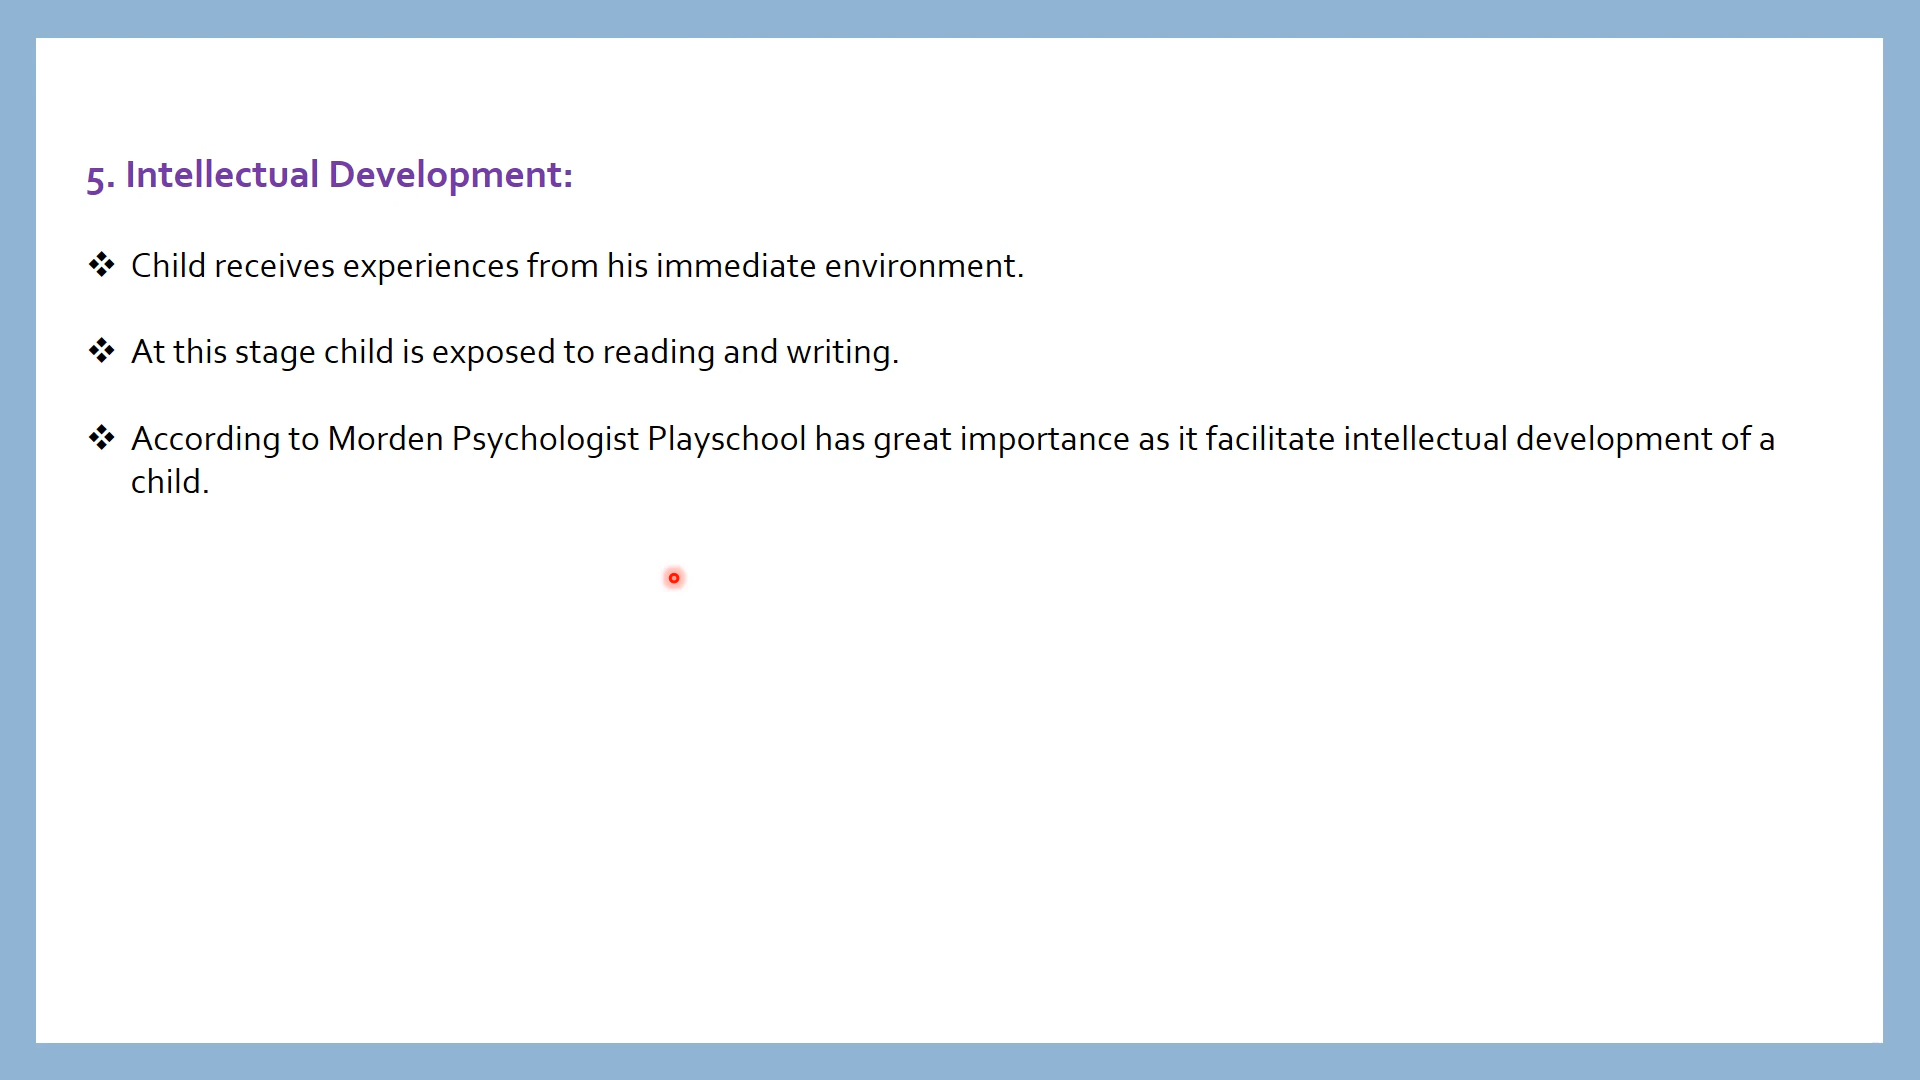 5. Intellectual Development:
❖ Child receives experiences from his immediate environment.
❖ At this stage child is exposed to reading and writing.
❖ According to Morden Psychologist Playschool has great importance as it facilitate intellectual development of a
child.